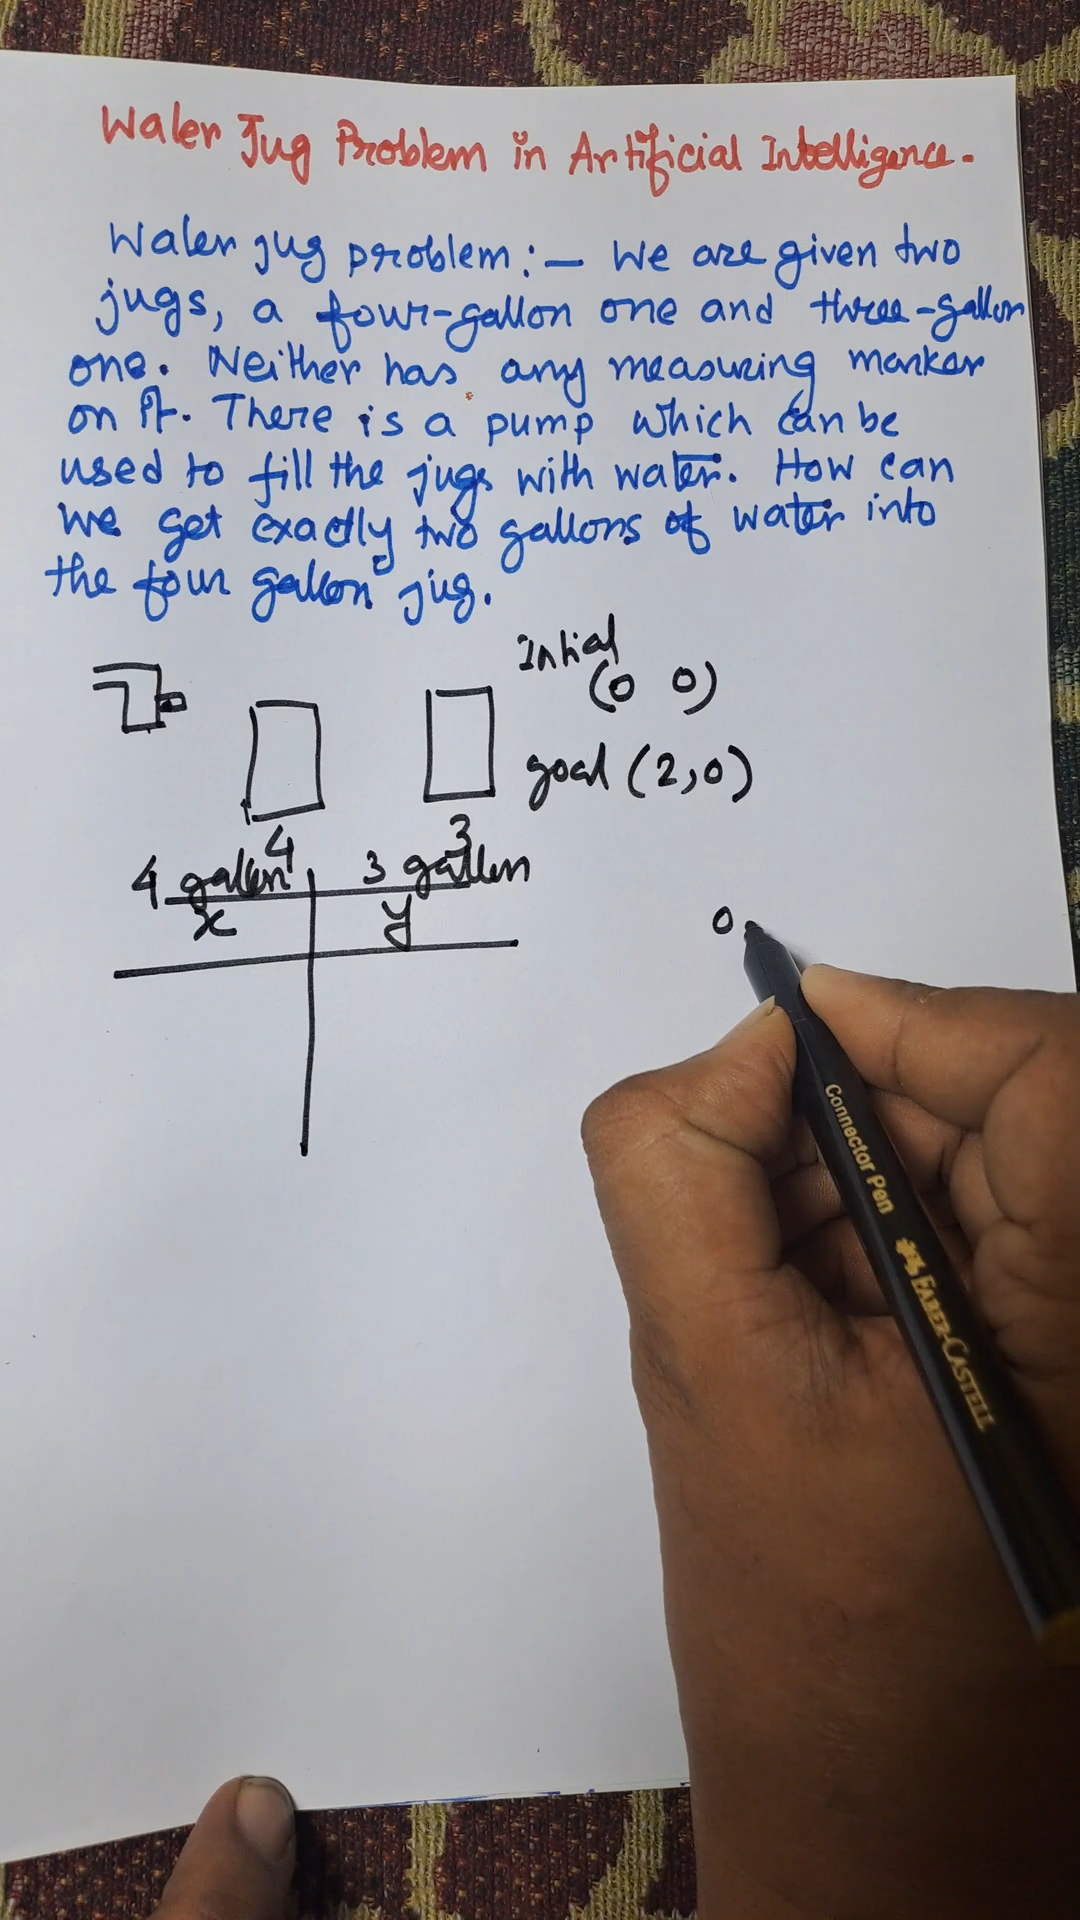 Water Jug Problem in Artificial Intelligence.
Water jug problem:- We are given two
jugs, a four-gallon one and three-gallon
one. Neither has any measuring marker
on it. There is a pump which can be
used to fill the jugs with water. How can
we get exactly two gallons of water into
the four gallon jug.
Intial
(0 0)
goal (2,0)
4 3
4 gallen 3 gallen
x y
0
Connector Pen
FABER-CASTELL